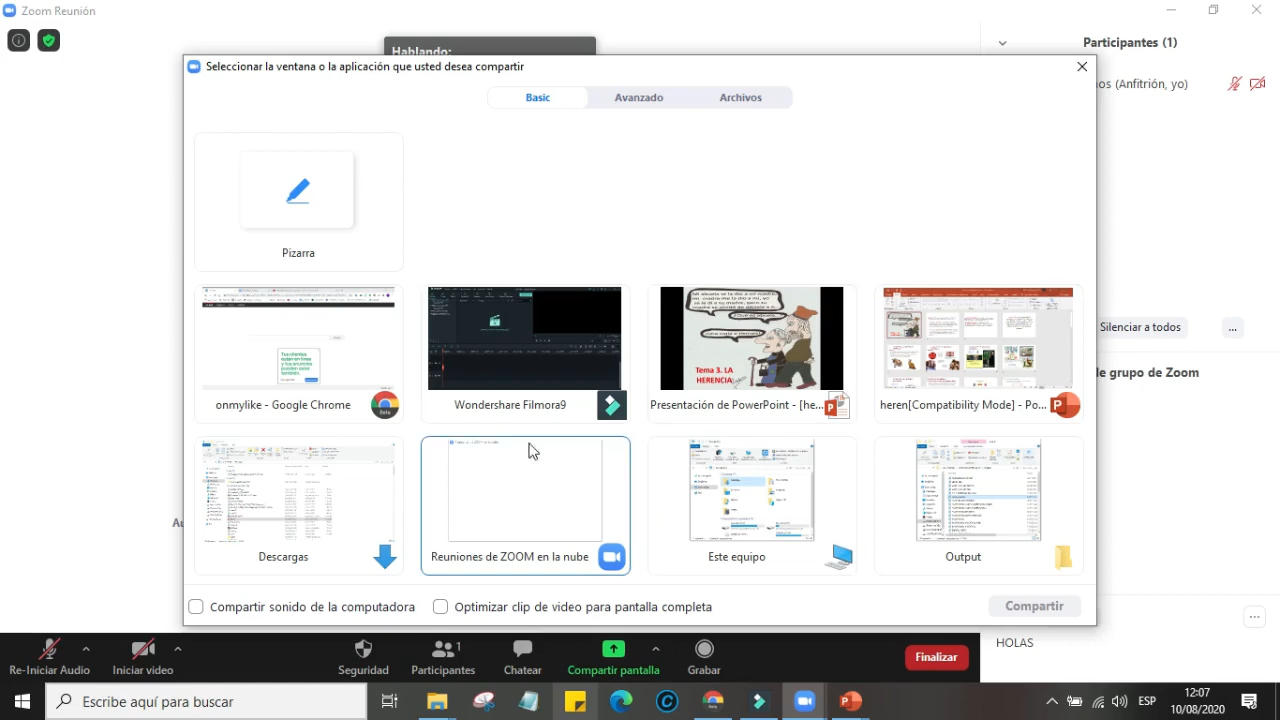 Zoom Reunión
Hablando:
Participantes (1)
Seleccionar la ventana o la aplicación que usted desea compartir
os (Anfitrión, yo)
Basic
Avanzado
Archivos
Pizarra
Silenciar a todos
...
de grupo de Zoom
Tema 3. LA
HERENCIA
onmylike - Google Chrome
Wondershare Filmora9
Presentación de PowerPoint - [he...
heren[Compatibility Mode] - Po...
Descargas
Reuniones de ZOOM en la nube
Este equipo
Output
Compartir sonido de la computadora
Optimizar clip de video para pantalla completa
Compartir
HOLAS
Re-Iniciar Audio
Iniciar video
Seguridad
Participantes
1
Chatear
Compartir pantalla
Grabar
Finalizar
Escribe aquí para buscar
ESP
12:07
10/08/2020